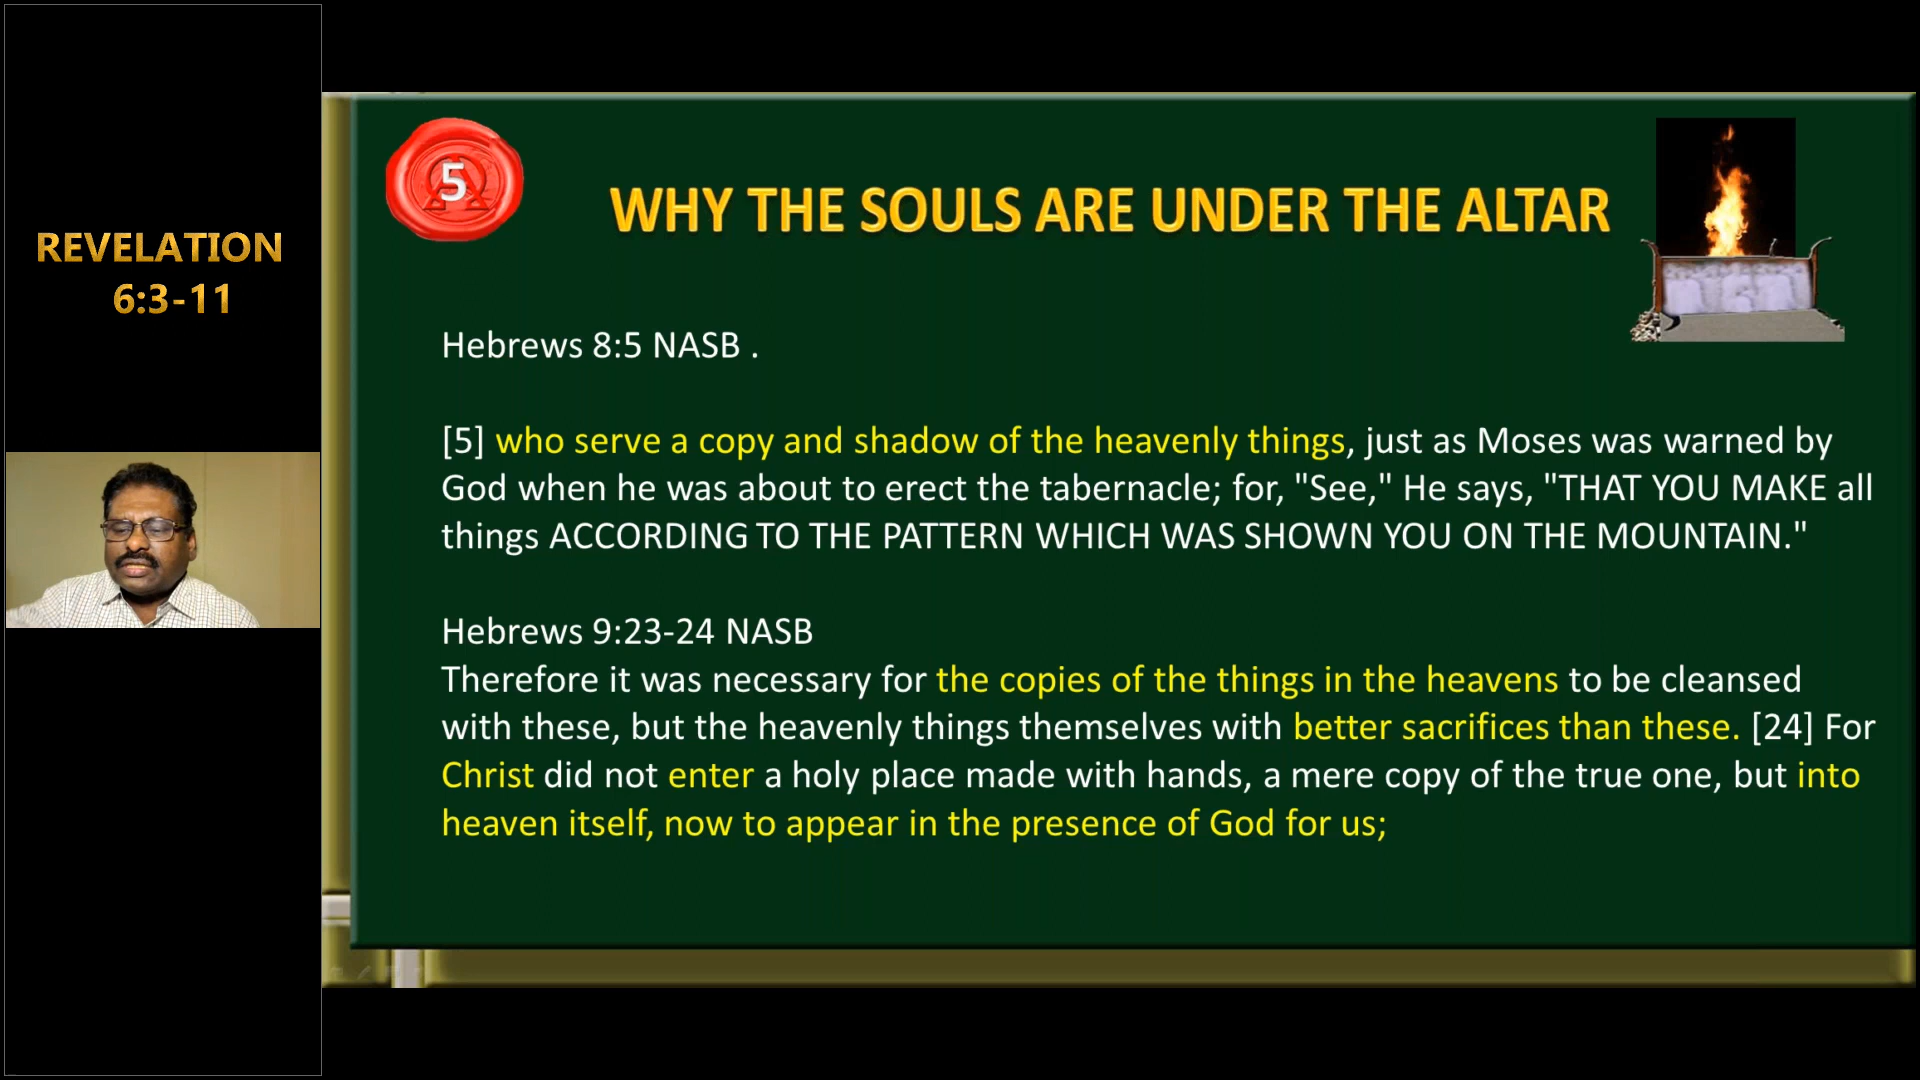 REVELATION
6:3-11
5
WHY THE SOULS ARE UNDER THE ALTAR
Hebrews 8:5 NASB .
[5] who serve a copy and shadow of the heavenly things, just as Moses was warned by
God when he was about to erect the tabernacle; for, "See," He says, "THAT YOU MAKE all
things ACCORDING TO THE PATTERN WHICH WAS SHOWN YOU ON THE MOUNTAIN."
Hebrews 9:23-24 NASB
Therefore it was necessary for the copies of the things in the heavens to be cleansed
with these, but the heavenly things themselves with better sacrifices than these. [24] For
Christ did not enter a holy place made with hands, a mere copy of the true one, but into
heaven itself, now to appear in the presence of God for us;